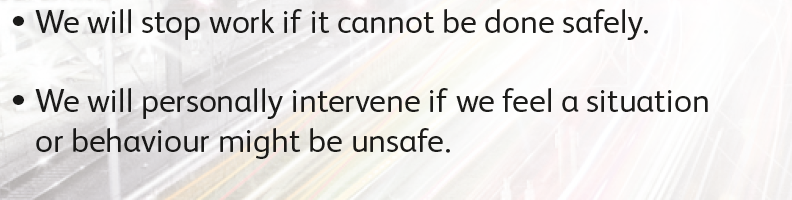 • We will stop work if it cannot be done safely.
• We will personally intervene if we feel a situation
or behaviour might be unsafe.